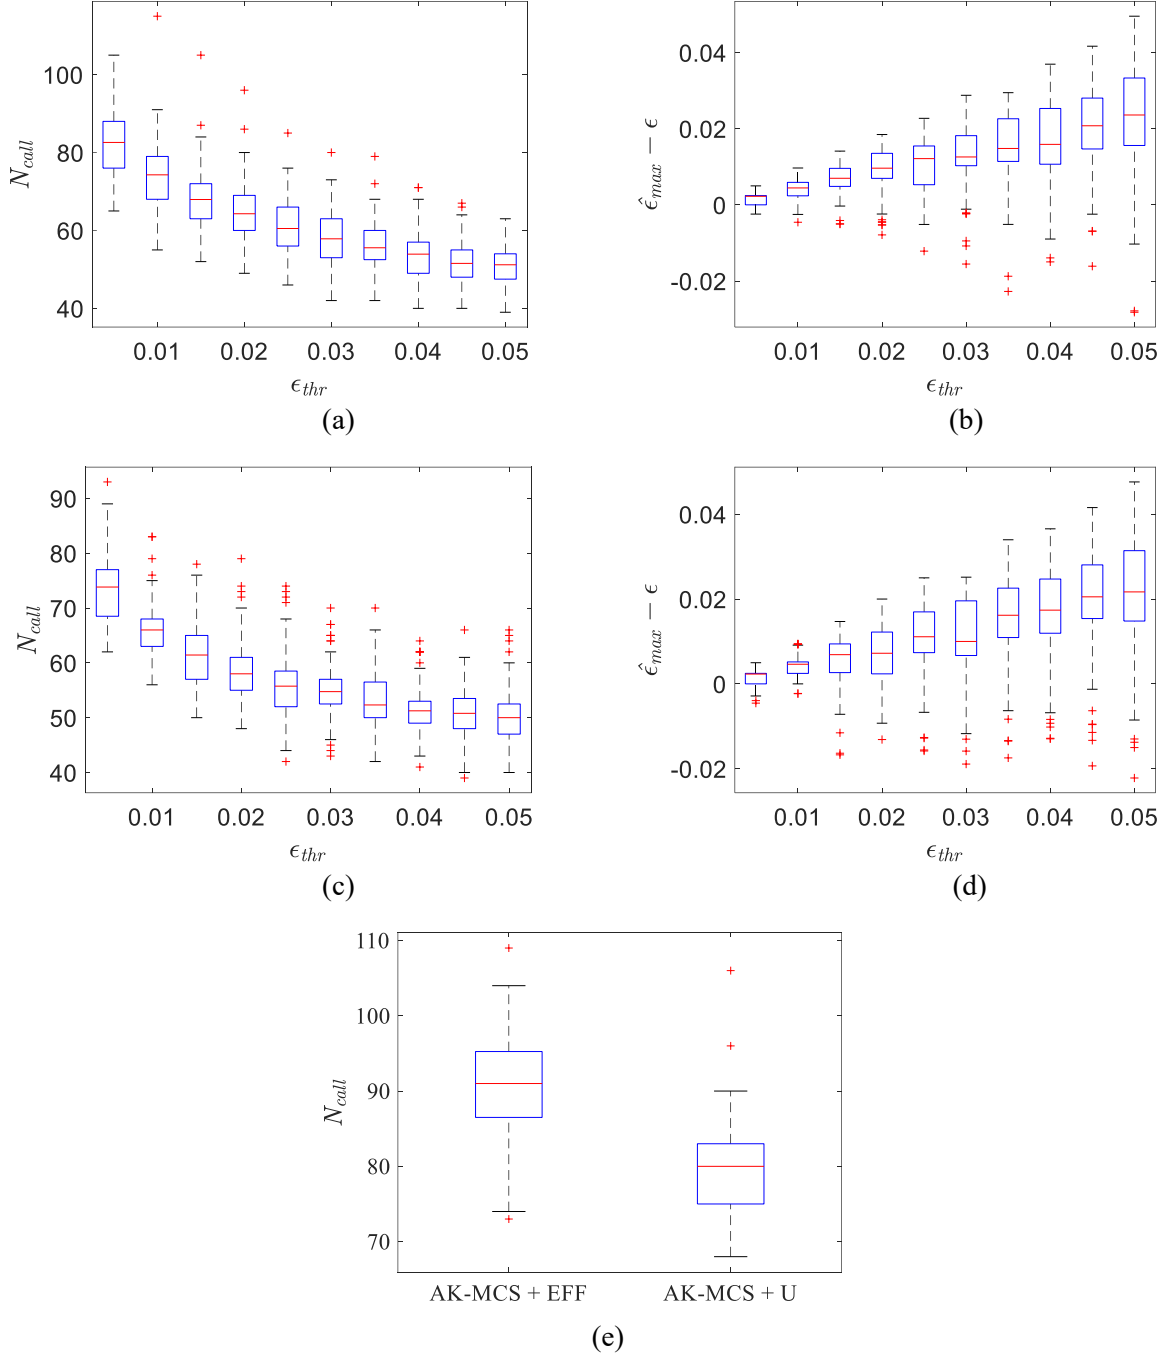 100
80
60
40
N_call
0.01 0.02 0.03 0.04 0.05
ϵ_thr
(a)
0.04
0.02
0
-0.02
ϵ̂_max − ϵ
0.01 0.02 0.03 0.04 0.05
ϵ_thr
(b)
90
80
70
60
50
40
N_call
0.01 0.02 0.03 0.04 0.05
ϵ_thr
(c)
0.04
0.02
0
-0.02
ϵ̂_max − ϵ
0.01 0.02 0.03 0.04 0.05
ϵ_thr
(d)
110
100
90
80
70
N_call
AK-MCS + EFF AK-MCS + U
(e)